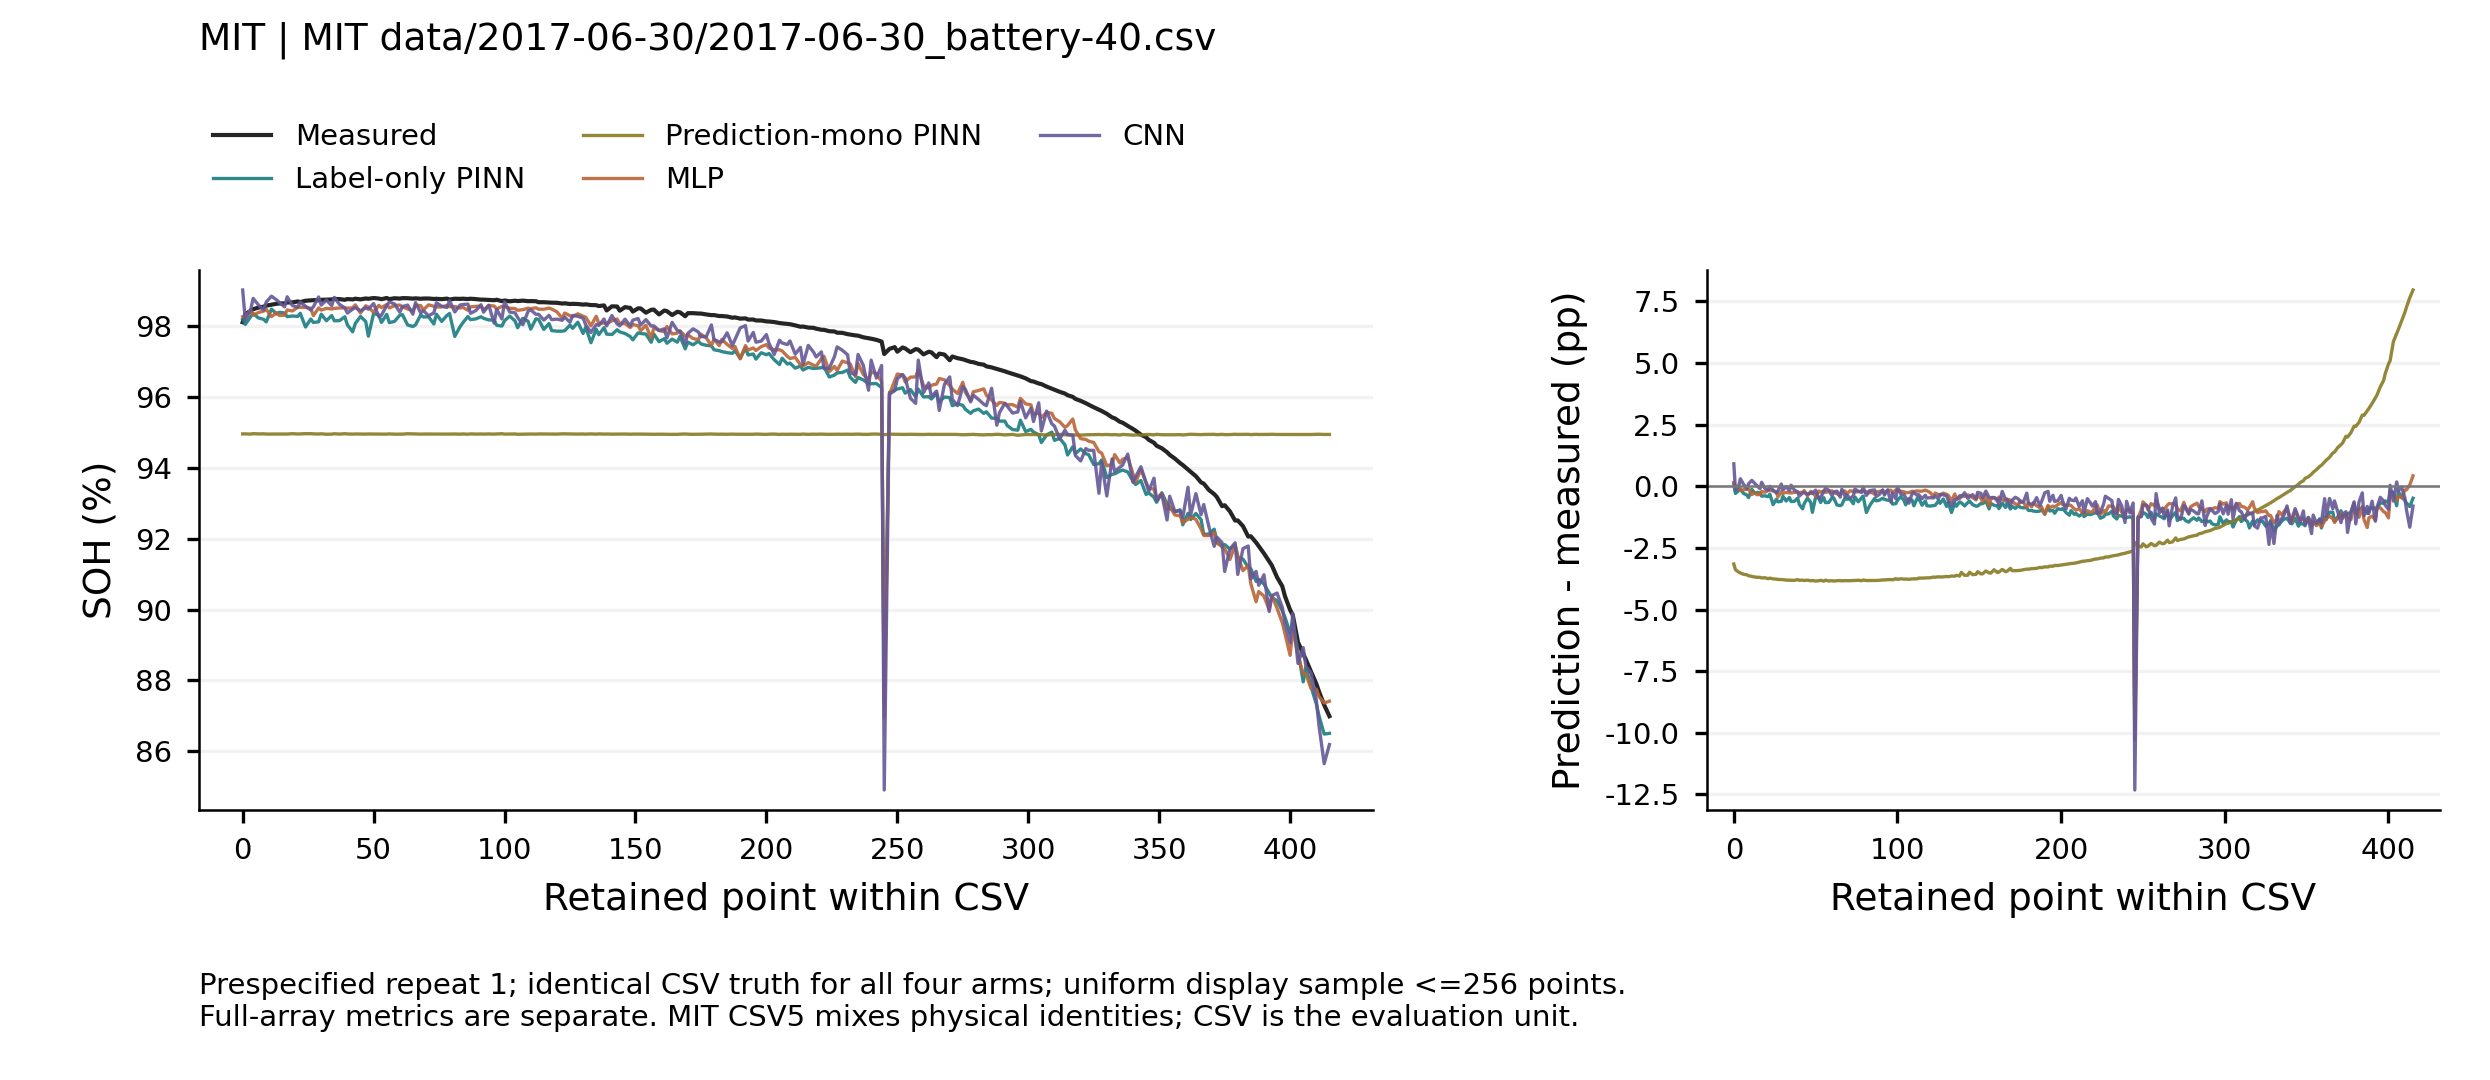 MIT | MIT data/2017-06-30/2017-06-30_battery-40.csv
Measured
Label-only PINN
Prediction-mono PINN
MLP
CNN
SOH (%)
98
96
94
92
90
88
86
0 50 100 150 200 250 300 350 400
Retained point within CSV
Prediction - measured (pp)
7.5
5.0
2.5
0.0
-2.5
-5.0
-7.5
-10.0
-12.5
0 100 200 300 400
Retained point within CSV
Prespecified repeat 1; identical CSV truth for all four arms; uniform display sample <=256 points.
Full-array metrics are separate. MIT CSV5 mixes physical identities; CSV is the evaluation unit.